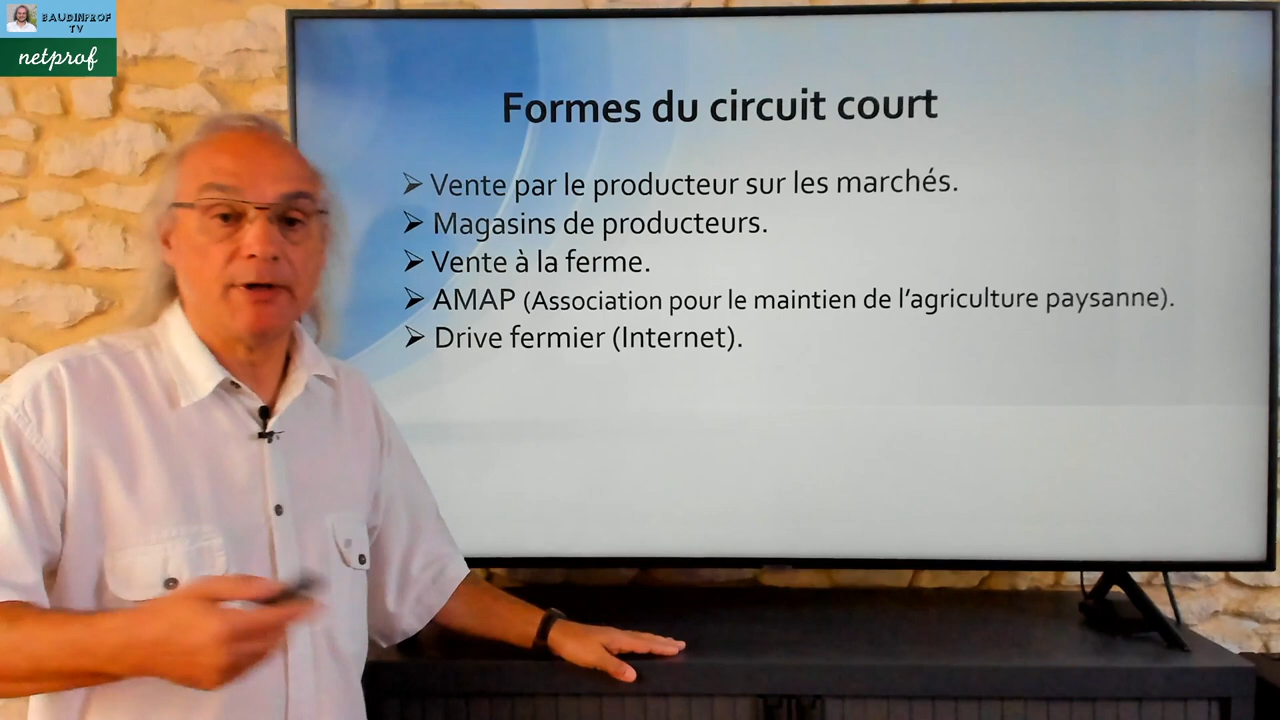 BAUDINPROF
TV
netprof
Formes du circuit court
➢ Vente par le producteur sur les marchés.
➢ Magasins de producteurs.
➢ Vente à la ferme.
➢ AMAP (Association pour le maintien de l'agriculture paysanne).
➢ Drive fermier (Internet).